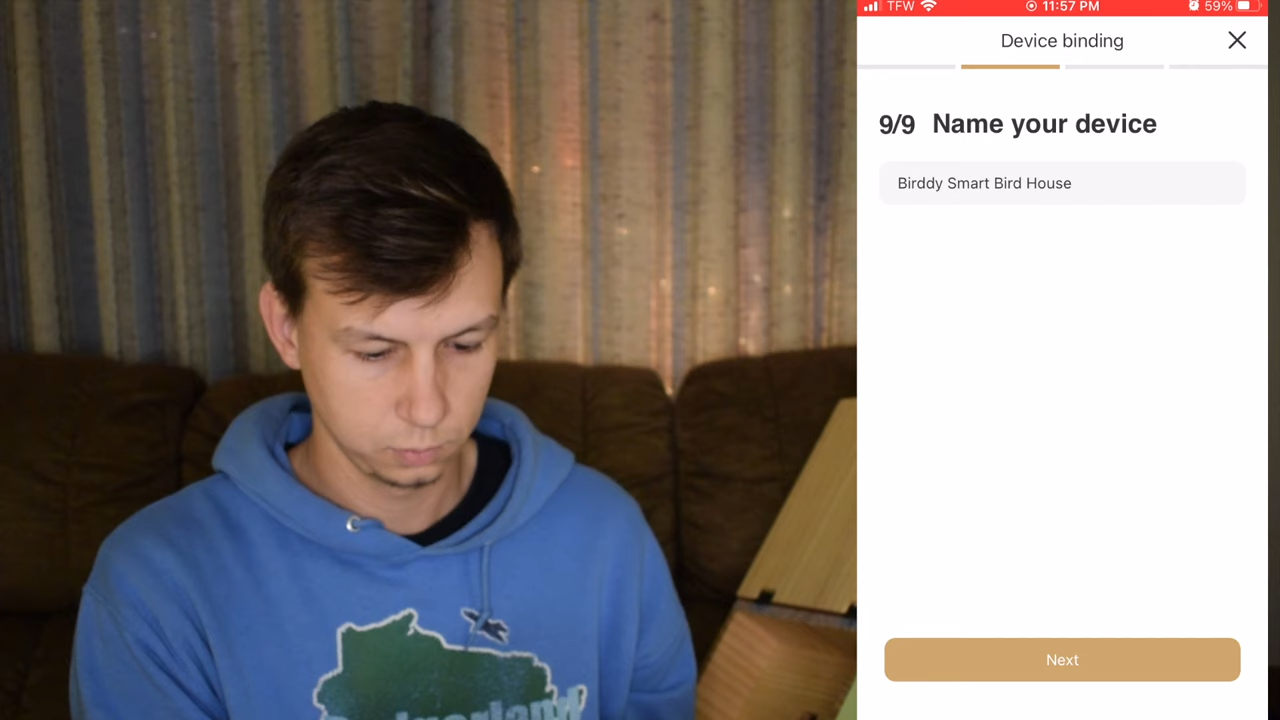 TFW
11:57 PM
59%
Device binding
9/9 Name your device
Birddy Smart Bird House
Next